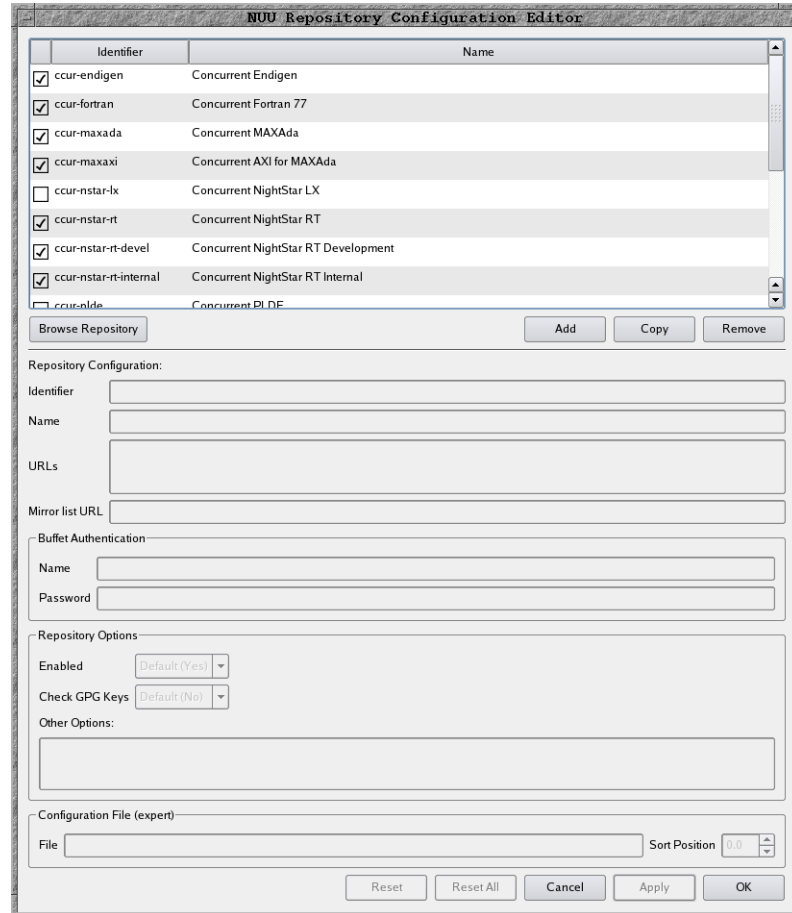 NUU Repository Configuration Editor
Identifier Name
ccur-endigen Concurrent Endigen
ccur-fortran Concurrent Fortran 77
ccur-maxada Concurrent MAXAda
ccur-maxaxi Concurrent AXI for MAXAda
ccur-nstar-lx Concurrent NightStar LX
ccur-nstar-rt Concurrent NightStar RT
ccur-nstar-rt-devel Concurrent NightStar RT Development
ccur-nstar-rt-internal Concurrent NightStar RT Internal
ccur-plde Concurrent PLDE
Browse Repository Add Copy Remove
Repository Configuration:
Identifier
Name
URLs
Mirror list URL
Buffet Authentication
Name
Password
Repository Options
Enabled Default (Yes)
Check GPG Keys Default (No)
Other Options:
Configuration File (expert)
File Sort Position 0.0
Reset Reset All Cancel Apply OK